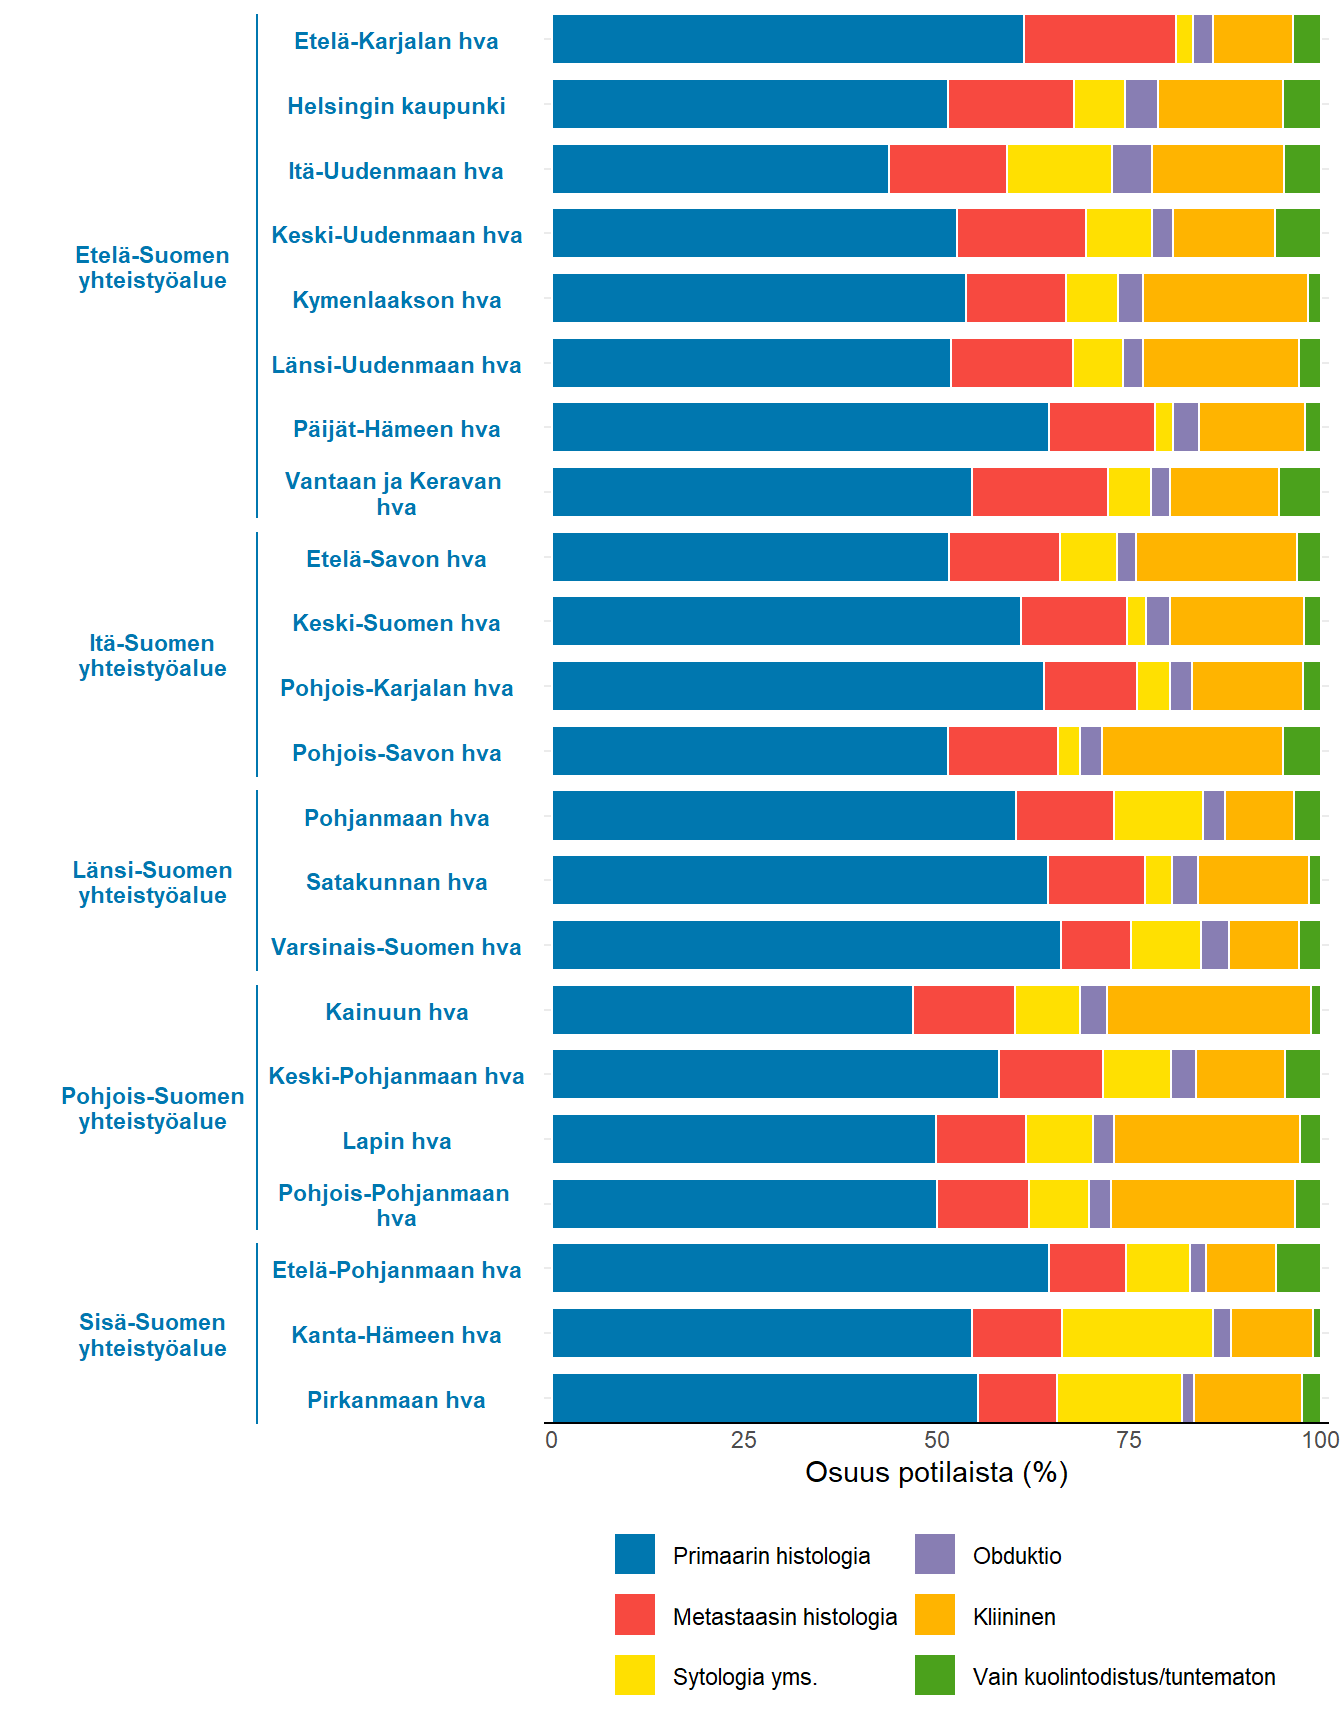 Etelä-Suomen
yhteistyöalue
Etelä-Karjalan hva
Helsingin kaupunki
Itä-Uudenmaan hva
Keski-Uudenmaan hva
Kymenlaakson hva
Länsi-Uudenmaan hva
Päijät-Hämeen hva
Vantaan ja Keravan
hva
Itä-Suomen
yhteistyöalue
Etelä-Savon hva
Keski-Suomen hva
Pohjois-Karjalan hva
Pohjois-Savon hva
Länsi-Suomen
yhteistyöalue
Pohjanmaan hva
Satakunnan hva
Varsinais-Suomen hva
Pohjois-Suomen
yhteistyöalue
Kainuun hva
Keski-Pohjanmaan hva
Lapin hva
Pohjois-Pohjanmaan
hva
Sisä-Suomen
yhteistyöalue
Etelä-Pohjanmaan hva
Kanta-Hämeen hva
Pirkanmaan hva
0 25 50 75 100
Osuus potilaista (%)
Primaarin histologia
Metastaasin histologia
Sytologia yms.
Obduktio
Kliininen
Vain kuolintodistus/tuntematon